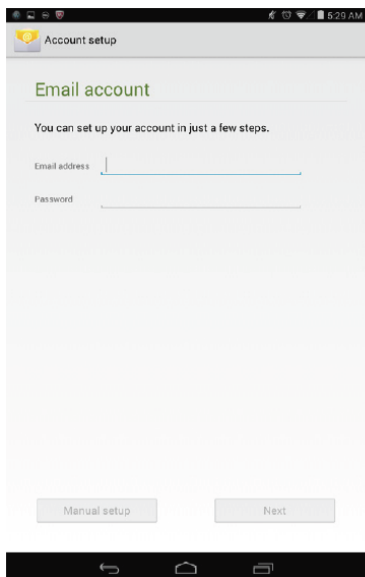 5:29 AM
Account setup
Email account
You can set up your account in just a few steps.
Email address
Password
Manual setup
Next